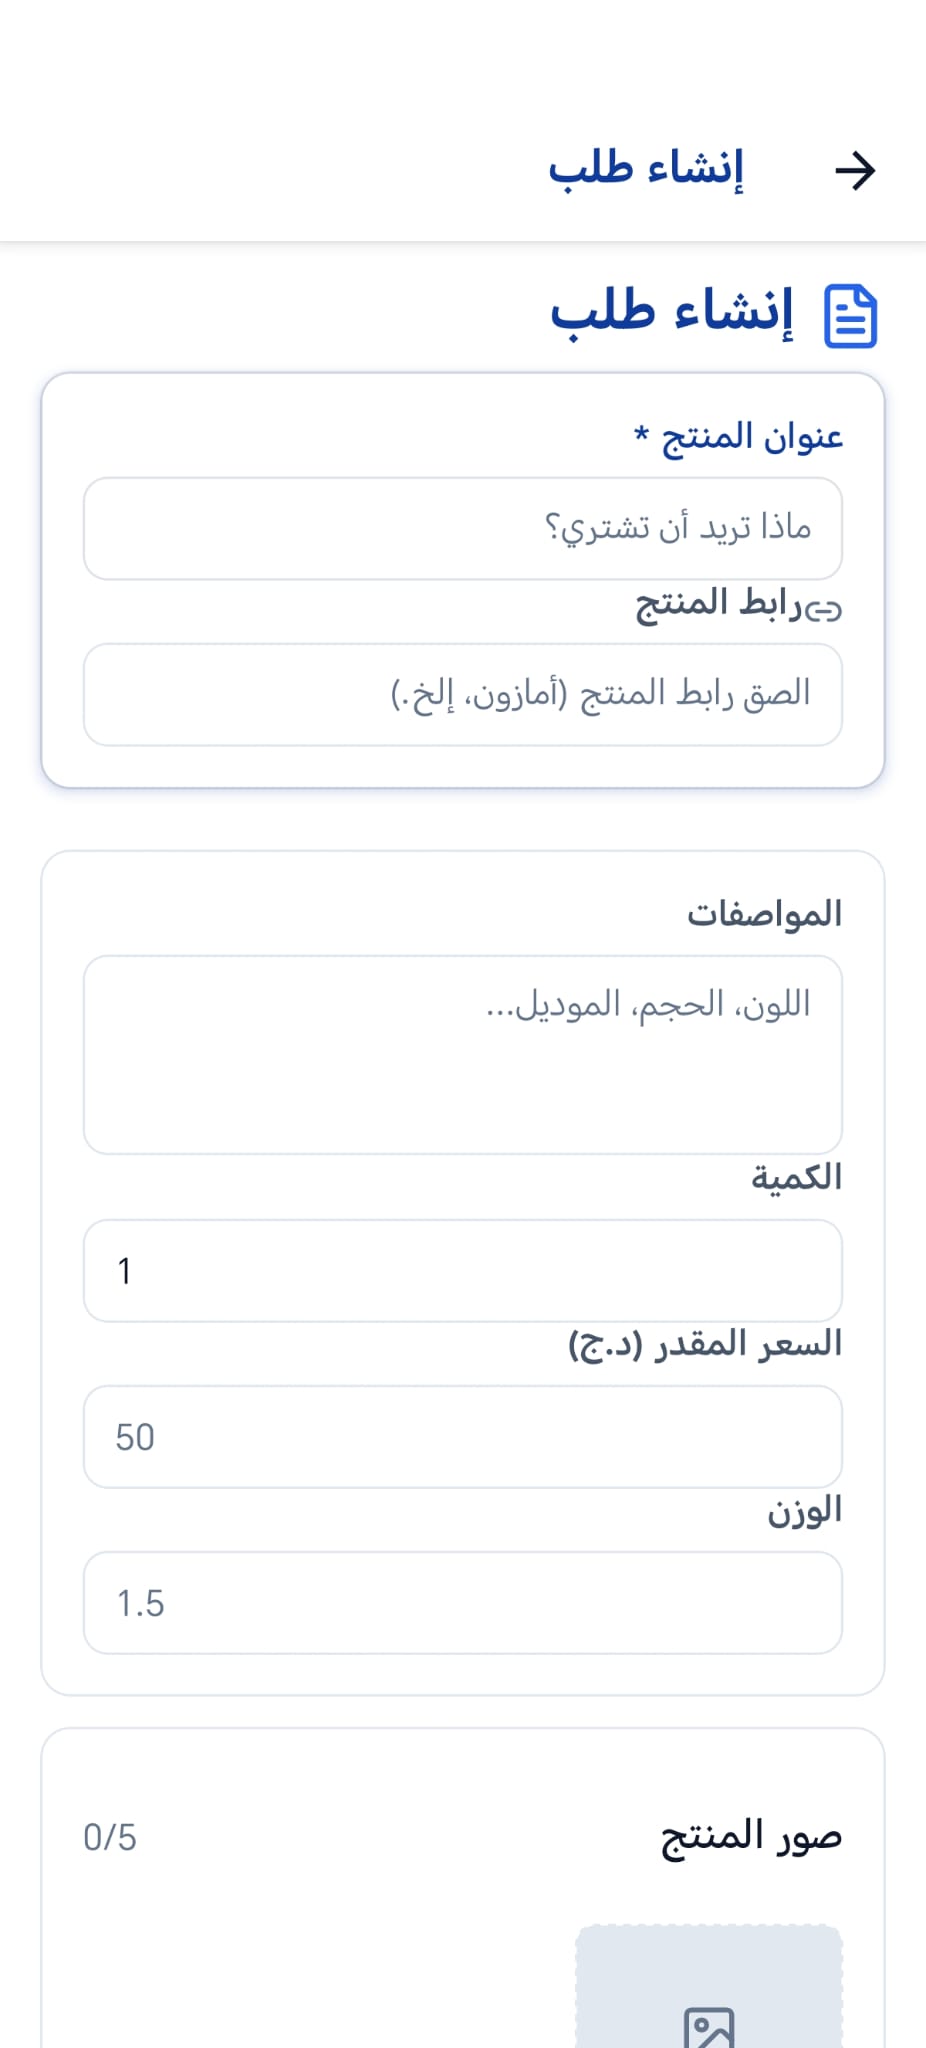 إنشاء طلب
إنشاء طلب
عنوان المنتج *
ماذا تريد أن تشتري؟
رابط المنتج
الصق رابط المنتج (أمازون، إلخ.)
المواصفات
اللون، الحجم، الموديل...
الكمية
1
السعر المقدر (د.ج)
50
الوزن
1.5
صور المنتج
0/5